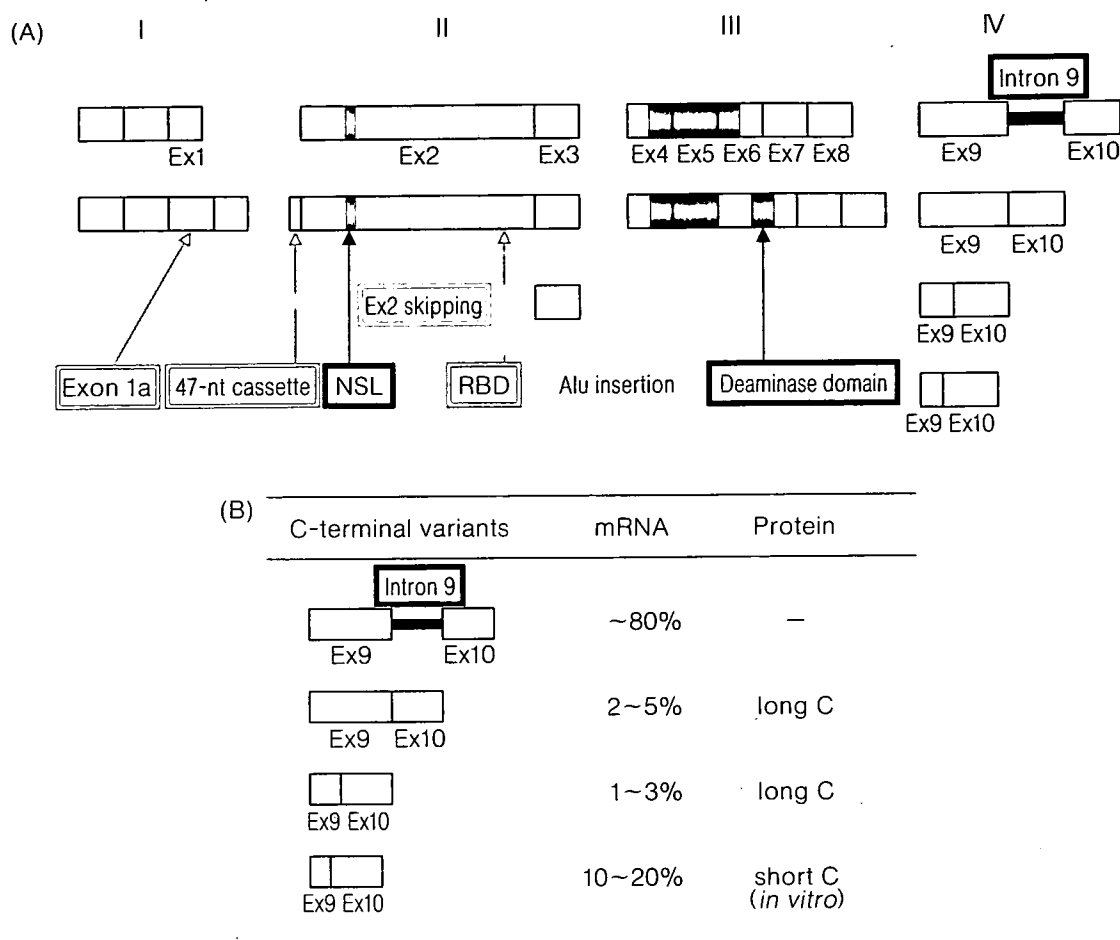 (A) I II III IV
Intron 9
Ex1 Ex2 Ex3 Ex4 Ex5 Ex6 Ex7 Ex8 Ex9 Ex10
Ex9 Ex10
Ex2 skipping
Ex9 Ex10
Exon 1a 47-nt cassette NSL RBD Alu insertion Deaminase domain
Ex9 Ex10
(B)
C-terminal variants mRNA Protein
Intron 9
~80% –
Ex9 Ex10
2~5% long C
Ex9 Ex10
1~3% long C
Ex9 Ex10
10~20% short C
Ex9 Ex10 (in vitro)